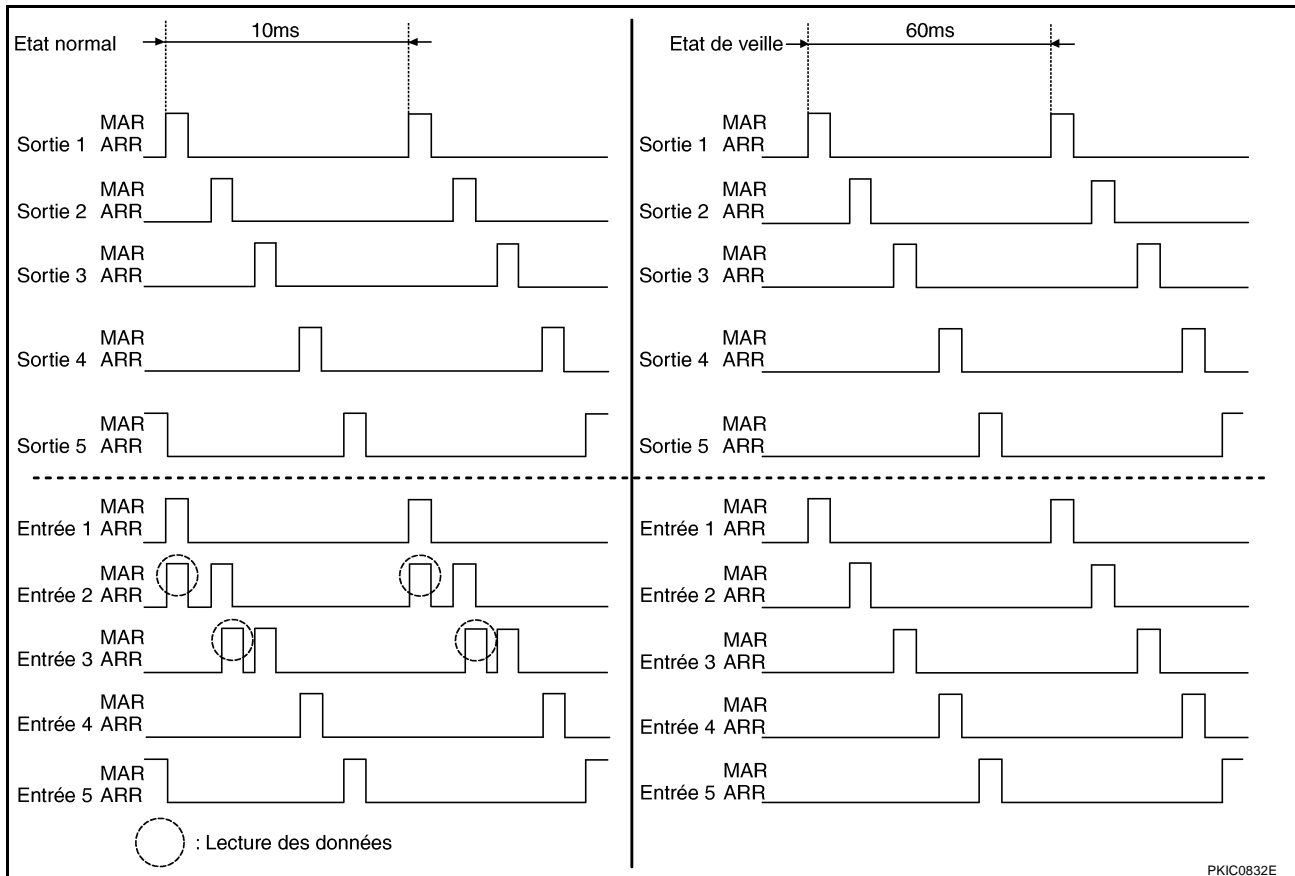 Etat normal
10ms
MAR
Sortie 1 ARR
MAR
Sortie 2 ARR
MAR
Sortie 3 ARR
MAR
Sortie 4 ARR
MAR
Sortie 5 ARR
MAR
Entrée 1 ARR
MAR
Entrée 2 ARR
MAR
Entrée 3 ARR
MAR
Entrée 4 ARR
MAR
Entrée 5 ARR
: Lecture des données
Etat de veille
60ms
MAR
Sortie 1 ARR
MAR
Sortie 2 ARR
MAR
Sortie 3 ARR
MAR
Sortie 4 ARR
MAR
Sortie 5 ARR
MAR
Entrée 1 ARR
MAR
Entrée 2 ARR
MAR
Entrée 3 ARR
MAR
Entrée 4 ARR
MAR
Entrée 5 ARR
PKIC0832E